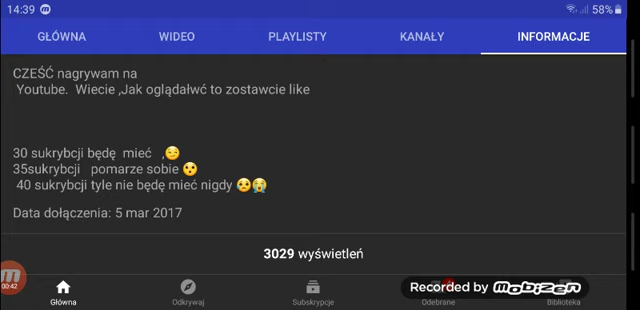 14:39 58%
GŁÓWNA WIDEO PLAYLISTY KANAŁY INFORMACJE
CZEŚĆ nagrywam na
Youtube. Wiecie ,Jak oglądałwć to zostawcie like
30 sukrybcji będę mieć ,😏
35sukrybcji pomarze sobie 😯
40 sukrybcji tyle nie będę mieć nigdy 😢😭
Data dołączenia: 5 mar 2017
3029 wyświetleń
00:42
Recorded by MOBIZEN
Główna Odkrywaj Subskrypcje Odebrane Biblioteka